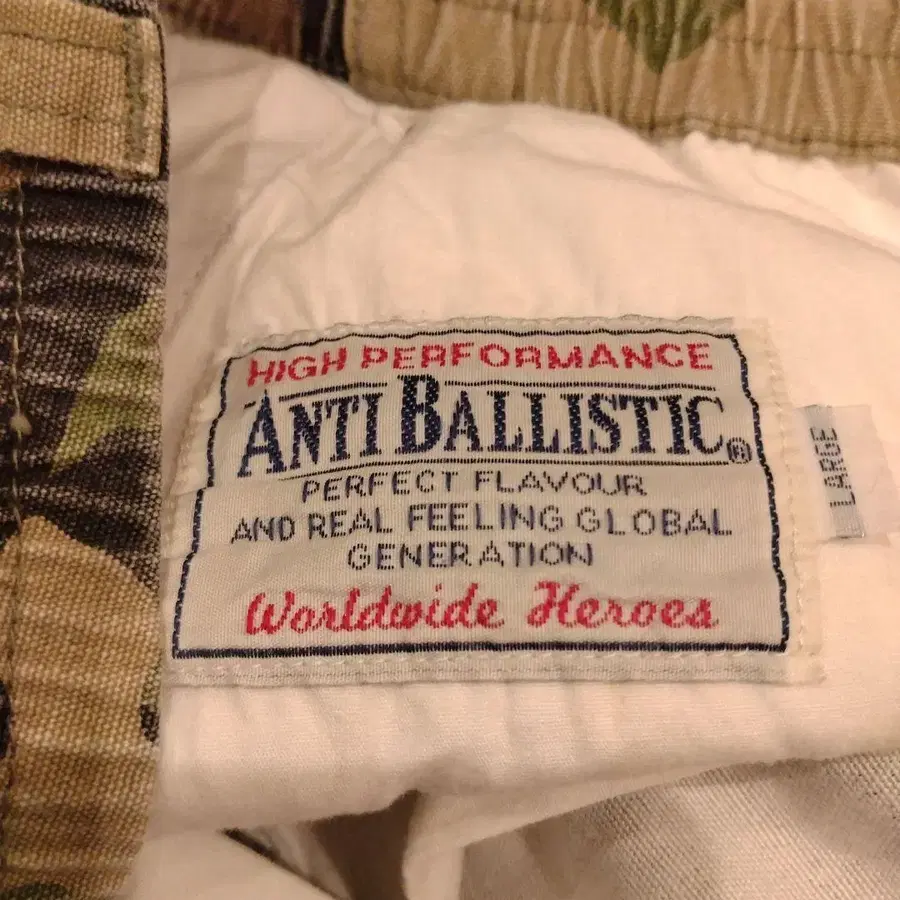 HIGH PERFORMANCE
ANTI BALLISTIC®
PERFECT FLAVOUR
AND REAL FEELING GLOBAL
GENERATION
Worldwide Heroes
LARGE